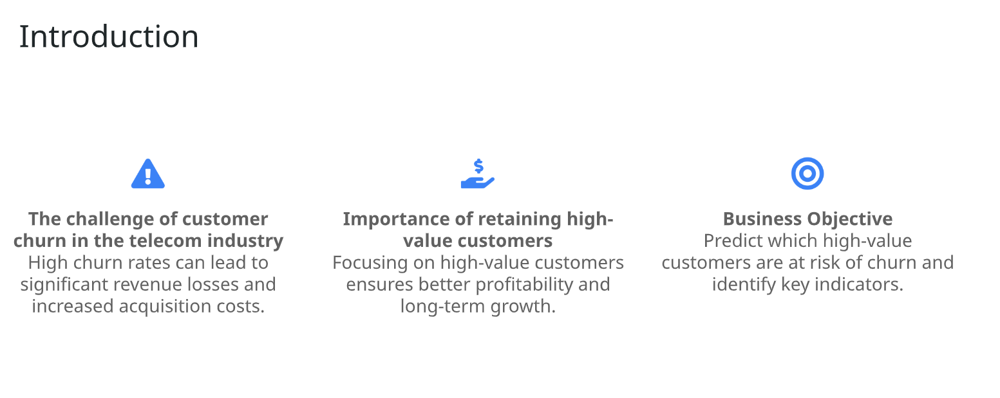 Introduction
The challenge of customer
churn in the telecom industry
High churn rates can lead to
significant revenue losses and
increased acquisition costs.
Importance of retaining high-
value customers
Focusing on high-value customers
ensures better profitability and
long-term growth.
Business Objective
Predict which high-value
customers are at risk of churn and
identify key indicators.